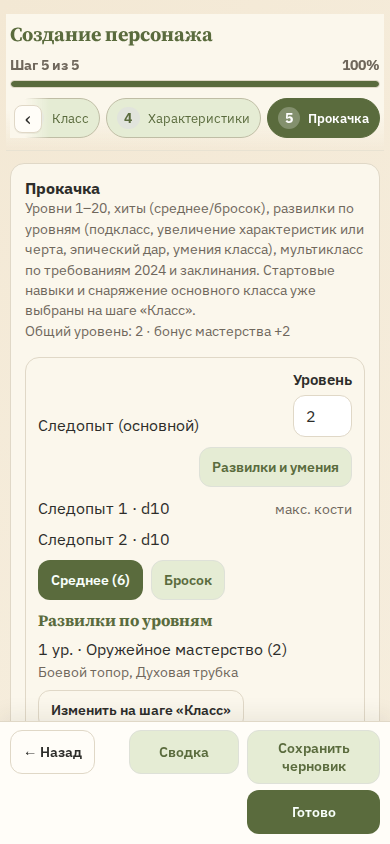 Создание персонажа
Шаг 5 из 5 100%
‹ Класс 4 Характеристики 5 Прокачка
Прокачка
Уровни 1–20, хиты (среднее/бросок), развилки по
уровням (подкласс, увеличение характеристик или
черта, эпический дар, умения класса), мультикласс
по требованиям 2024 и заклинания. Стартовые
навыки и снаряжение основного класса уже
выбраны на шаге «Класс».
Общий уровень: 2 · бонус мастерства +2
Уровень
Следопыт (основной) 2
Развилки и умения
Следопыт 1 · d10 макс. кости
Следопыт 2 · d10
Среднее (6) Бросок
Развилки по уровням
1 ур. · Оружейное мастерство (2)
Боевой топор, Духовая трубка
Изменить на шаге «Класс»
← Назад Сводка Сохранить
черновик
Готово